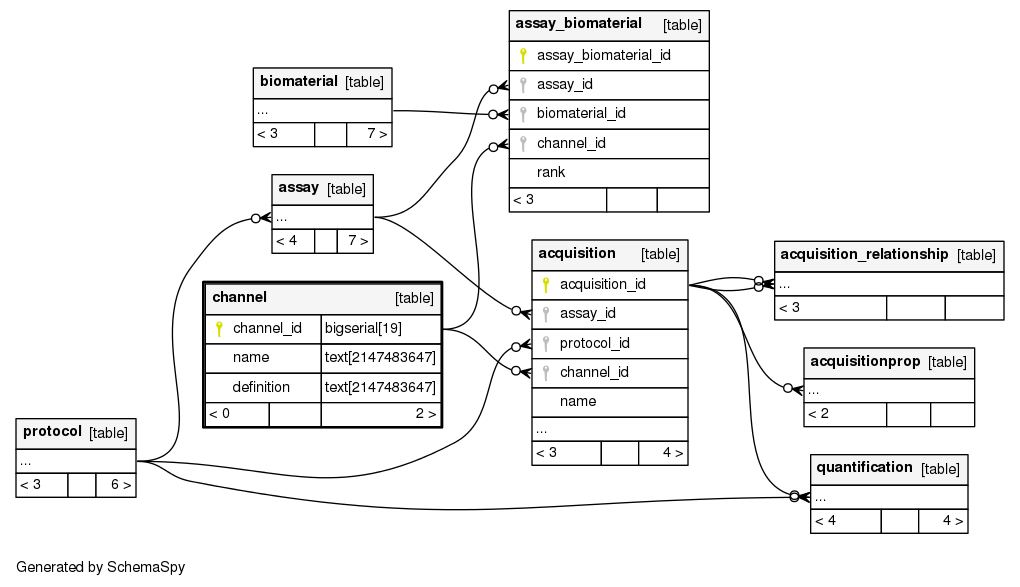 assay_biomaterial [table]
assay_biomaterial_id
assay_id
biomaterial_id
channel_id
rank
< 3
biomaterial [table]
...
< 3 7 >
assay [table]
...
< 4 7 >
channel [table]
channel_id bigserial[19]
name text[2147483647]
definition text[2147483647]
< 0 2 >
acquisition [table]
acquisition_id
assay_id
protocol_id
channel_id
name
...
< 3 4 >
acquisition_relationship [table]
...
< 3
acquisitionprop [table]
...
< 2
protocol [table]
...
< 3 6 >
quantification [table]
...
< 4 4 >
Generated by SchemaSpy